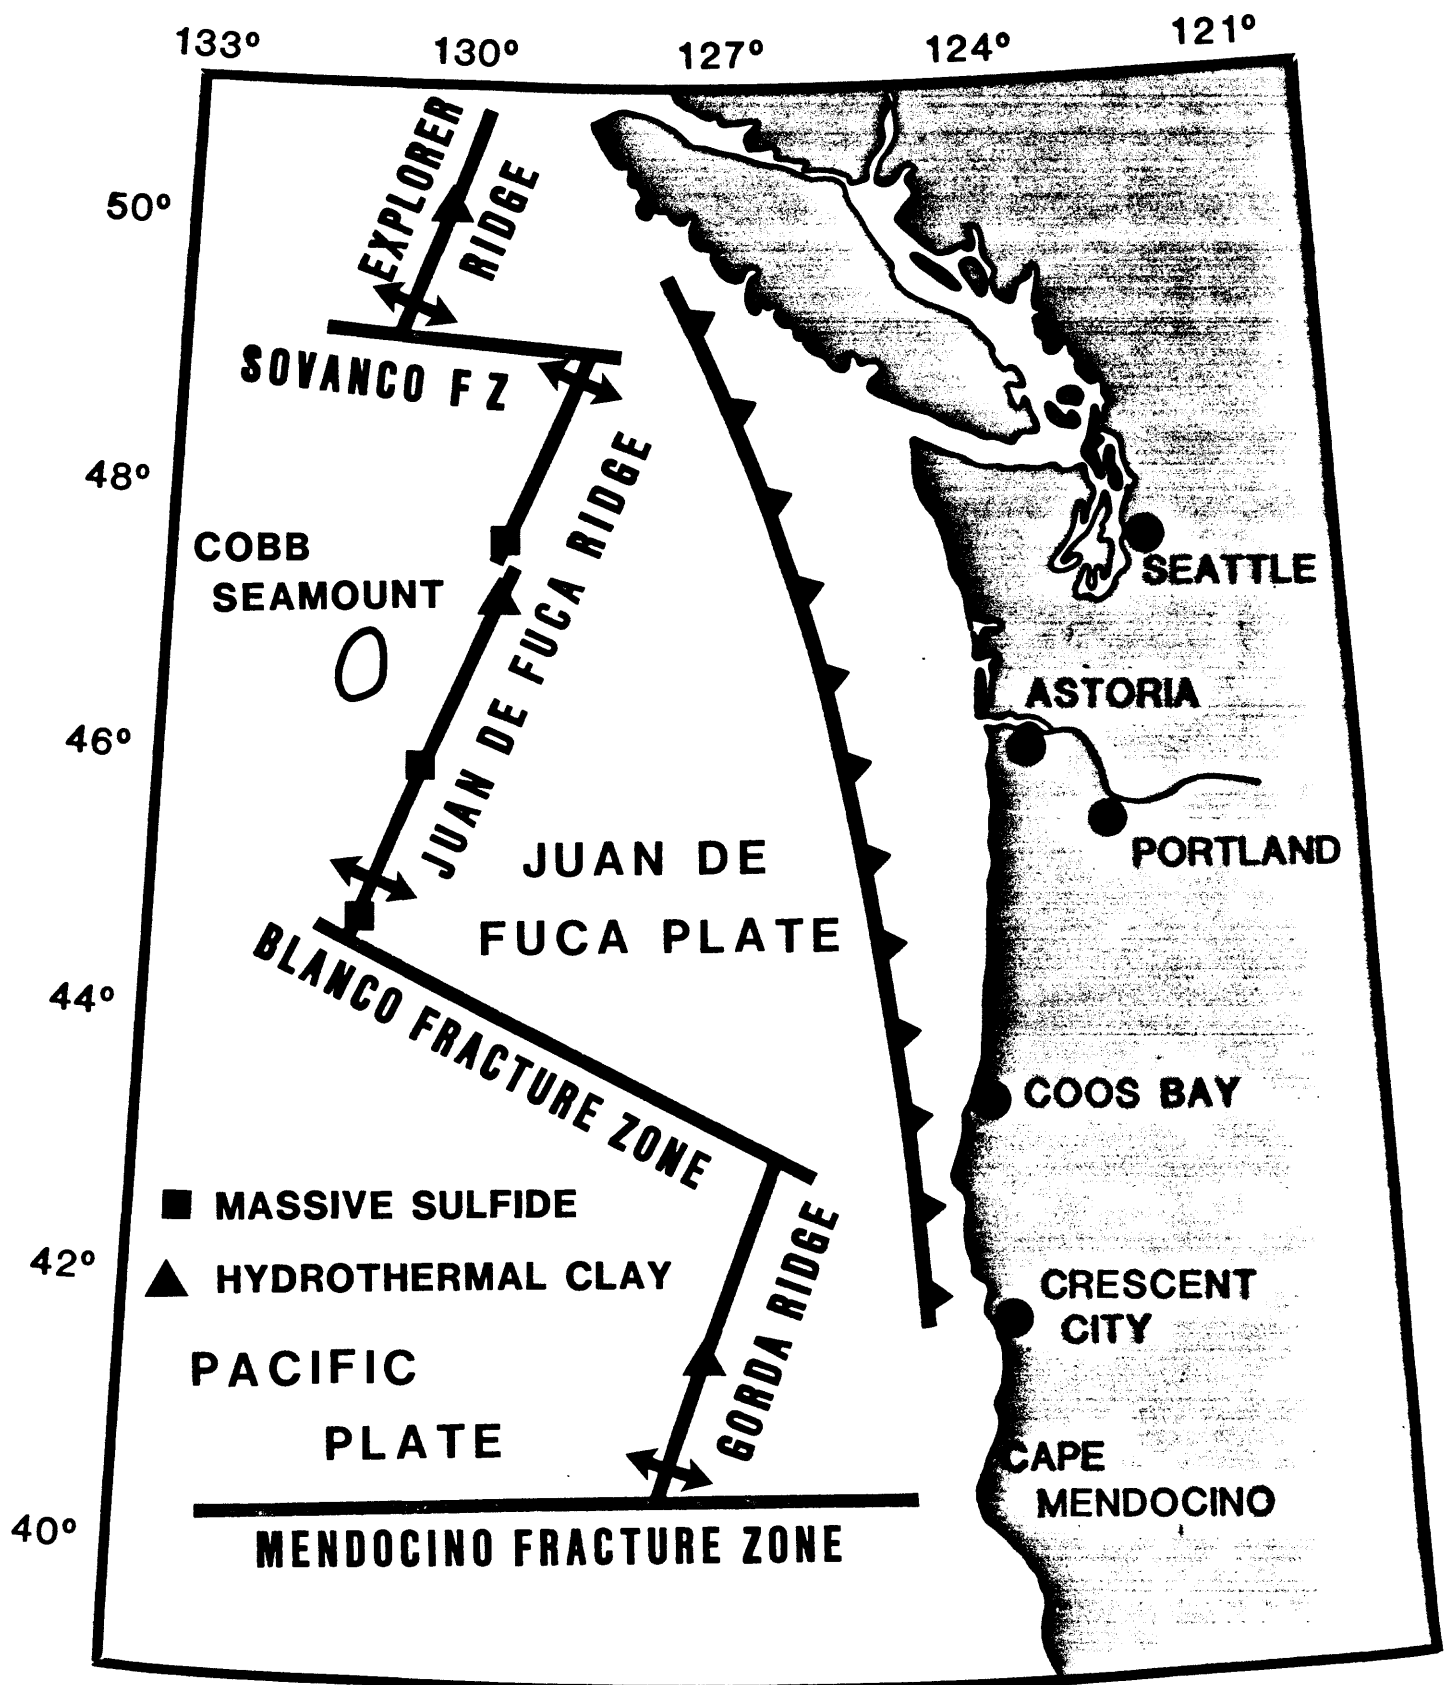 133° 130° 127° 124° 121°
EXPLORER
RIDGE
50°
SOVANCO F Z
48°
COBB
SEAMOUNT
JUAN DE FUCA RIDGE
SEATTLE
ASTORIA
46°
PORTLAND
JUAN DE
FUCA PLATE
44°
BLANCO FRACTURE ZONE
COOS BAY
MASSIVE SULFIDE
42°
HYDROTHERMAL CLAY
GORDA RIDGE
CRESCENT
CITY
PACIFIC
PLATE
CAPE
MENDOCINO
40°
MENDOCINO FRACTURE ZONE